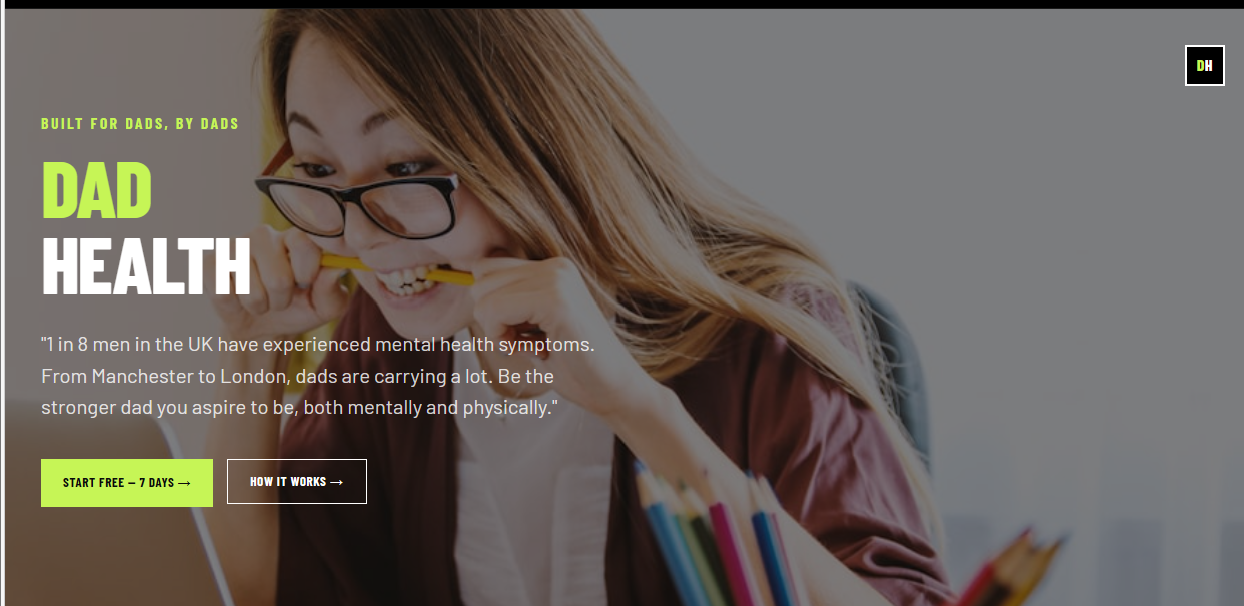 DH
BUILT FOR DADS, BY DADS
DAD
HEALTH
"1 in 8 men in the UK have experienced mental health symptoms.
From Manchester to London, dads are carrying a lot. Be the
stronger dad you aspire to be, both mentally and physically."
START FREE – 7 DAYS →
HOW IT WORKS →